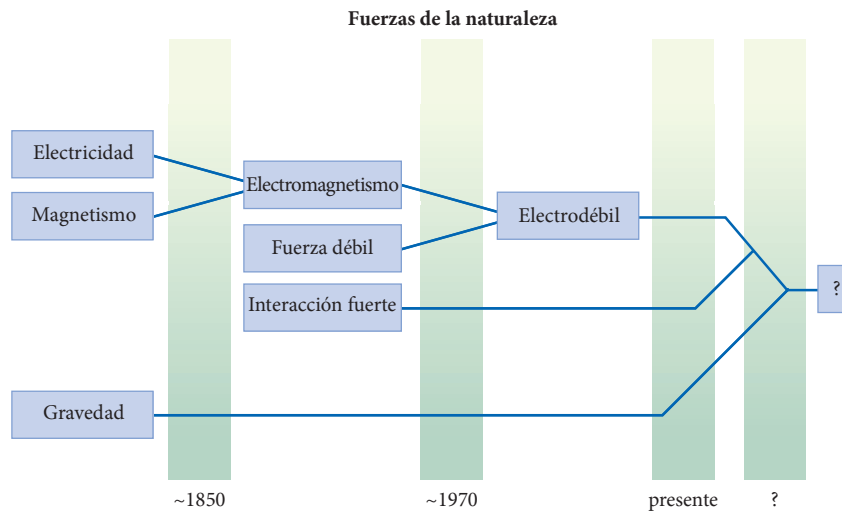 Fuerzas de la naturaleza
Electricidad
Magnetismo
Electromagnetismo
Fuerza débil
Interacción fuerte
Electrodébil
Gravedad
?
~1850
~1970
presente
?